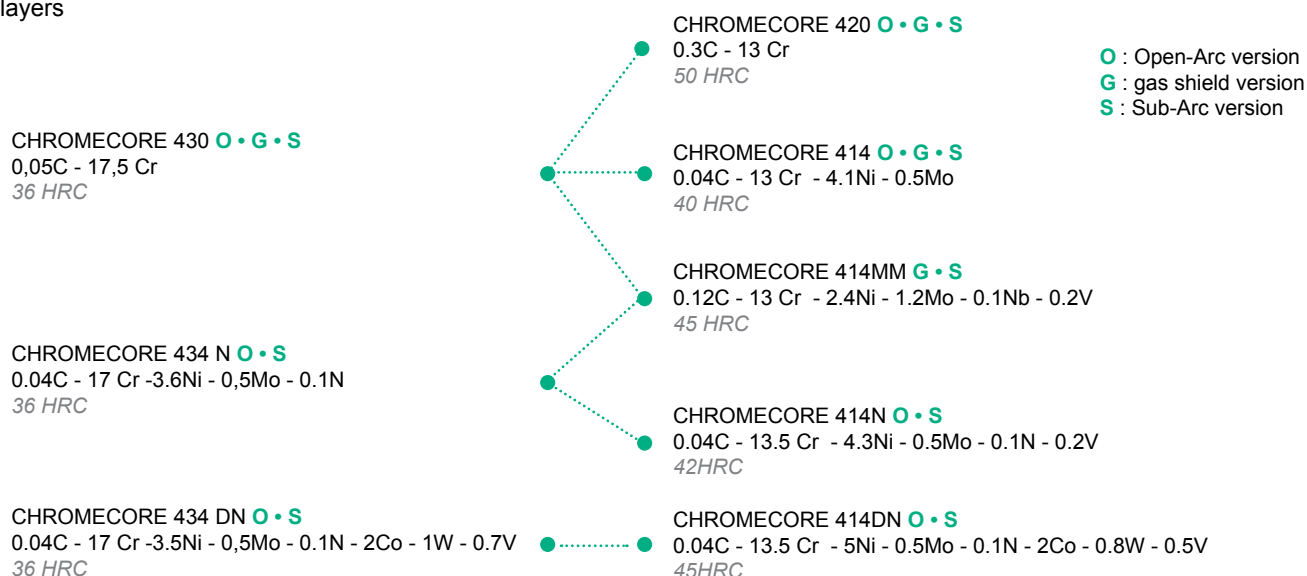 layers
CHROMECORE 430 O • G • S
0,05C - 17,5 Cr
36 HRC
CHROMECORE 434 N O • S
0.04C - 17 Cr -3.6Ni - 0,5Mo - 0.1N
36 HRC
CHROMECORE 434 DN O • S
0.04C - 17 Cr -3.5Ni - 0,5Mo - 0.1N - 2Co - 1W - 0.7V
36 HRC
CHROMECORE 420 O • G • S
0.3C - 13 Cr
50 HRC
CHROMECORE 414 O • G • S
0.04C - 13 Cr - 4.1Ni - 0.5Mo
40 HRC
CHROMECORE 414MM G • S
0.12C - 13 Cr - 2.4Ni - 1.2Mo - 0.1Nb - 0.2V
45 HRC
CHROMECORE 414N O • S
0.04C - 13.5 Cr - 4.3Ni - 0.5Mo - 0.1N - 0.2V
42HRC
CHROMECORE 414DN O • S
0.04C - 13.5 Cr - 5Ni - 0.5Mo - 0.1N - 2Co - 0.8W - 0.5V
45HRC
O : Open-Arc version
G : gas shield version
S : Sub-Arc version